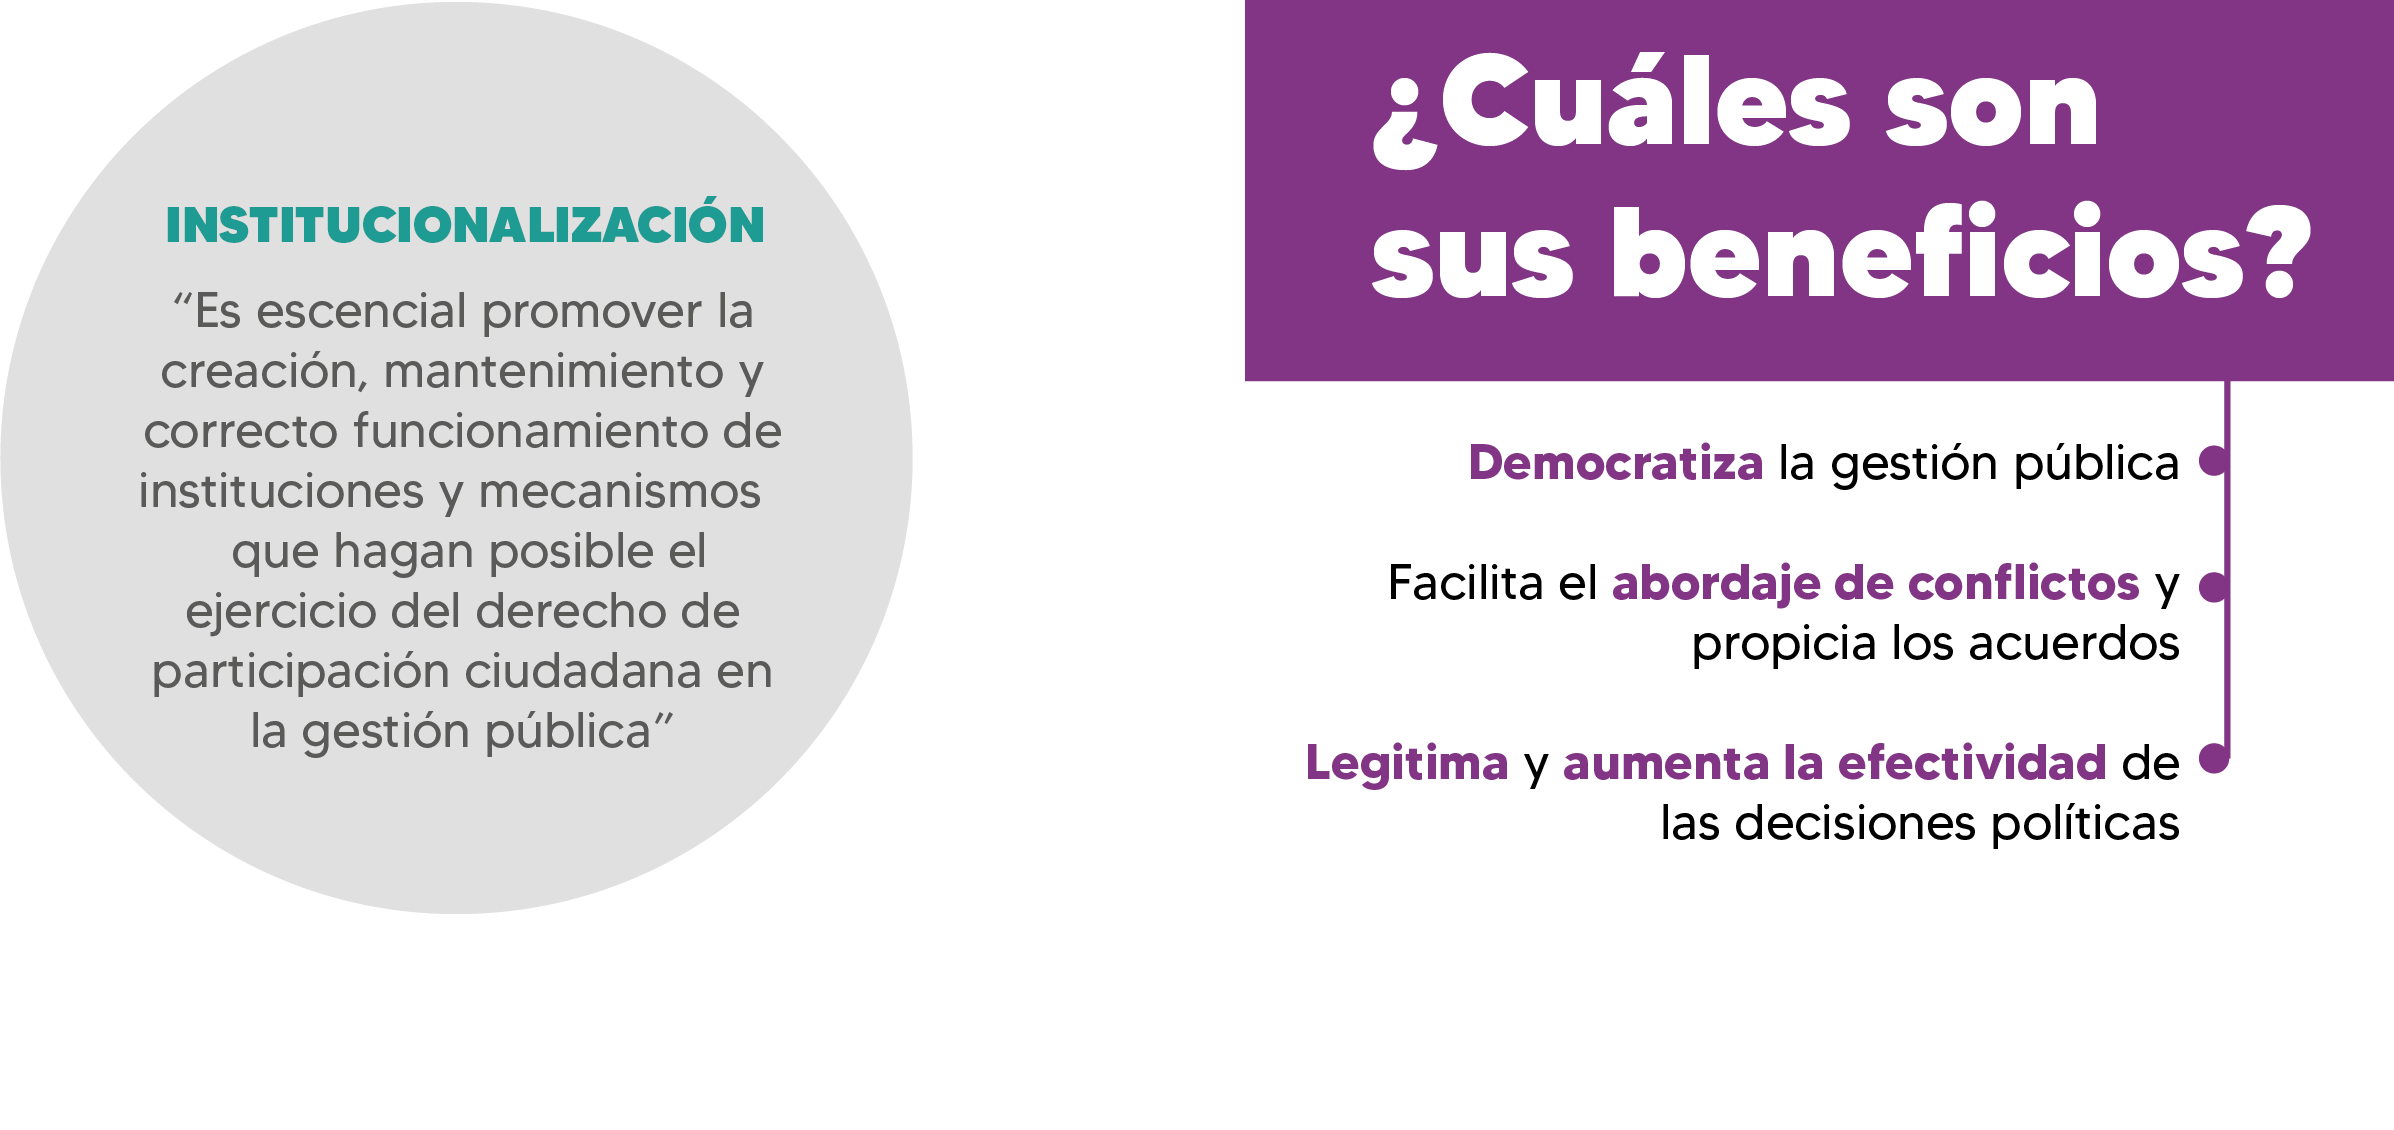 INSTITUCIONALIZACIÓN
“Es escencial promover la
creación, mantenimiento y
correcto funcionamiento de
instituciones y mecanismos
que hagan posible el
ejercicio del derecho de
participación ciudadana en
la gestión pública”
¿Cuáles son
sus beneficios?
Democratiza la gestión pública
Facilita el abordaje de conflictos y
propicia los acuerdos
Legitima y aumenta la efectividad de
las decisiones políticas